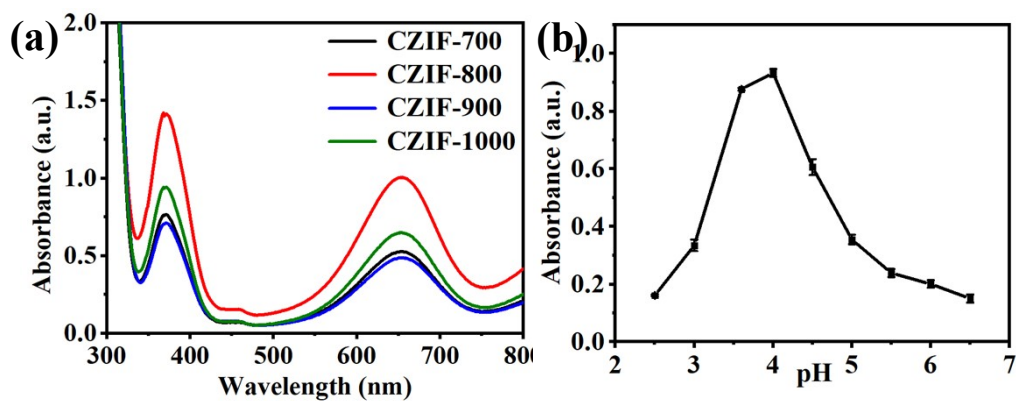 (a)
2.0
1.5
1.0
0.5
0.0
Absorbance (a.u.)
CZIF-700
CZIF-800
CZIF-900
CZIF-1000
300 400 500 600 700 80
Wavelength (nm)
(b)
1.0
0.8
0.6
0.4
0.2
0.0
Absorbance (a.u.)
2 3 4 5 6 7
pH